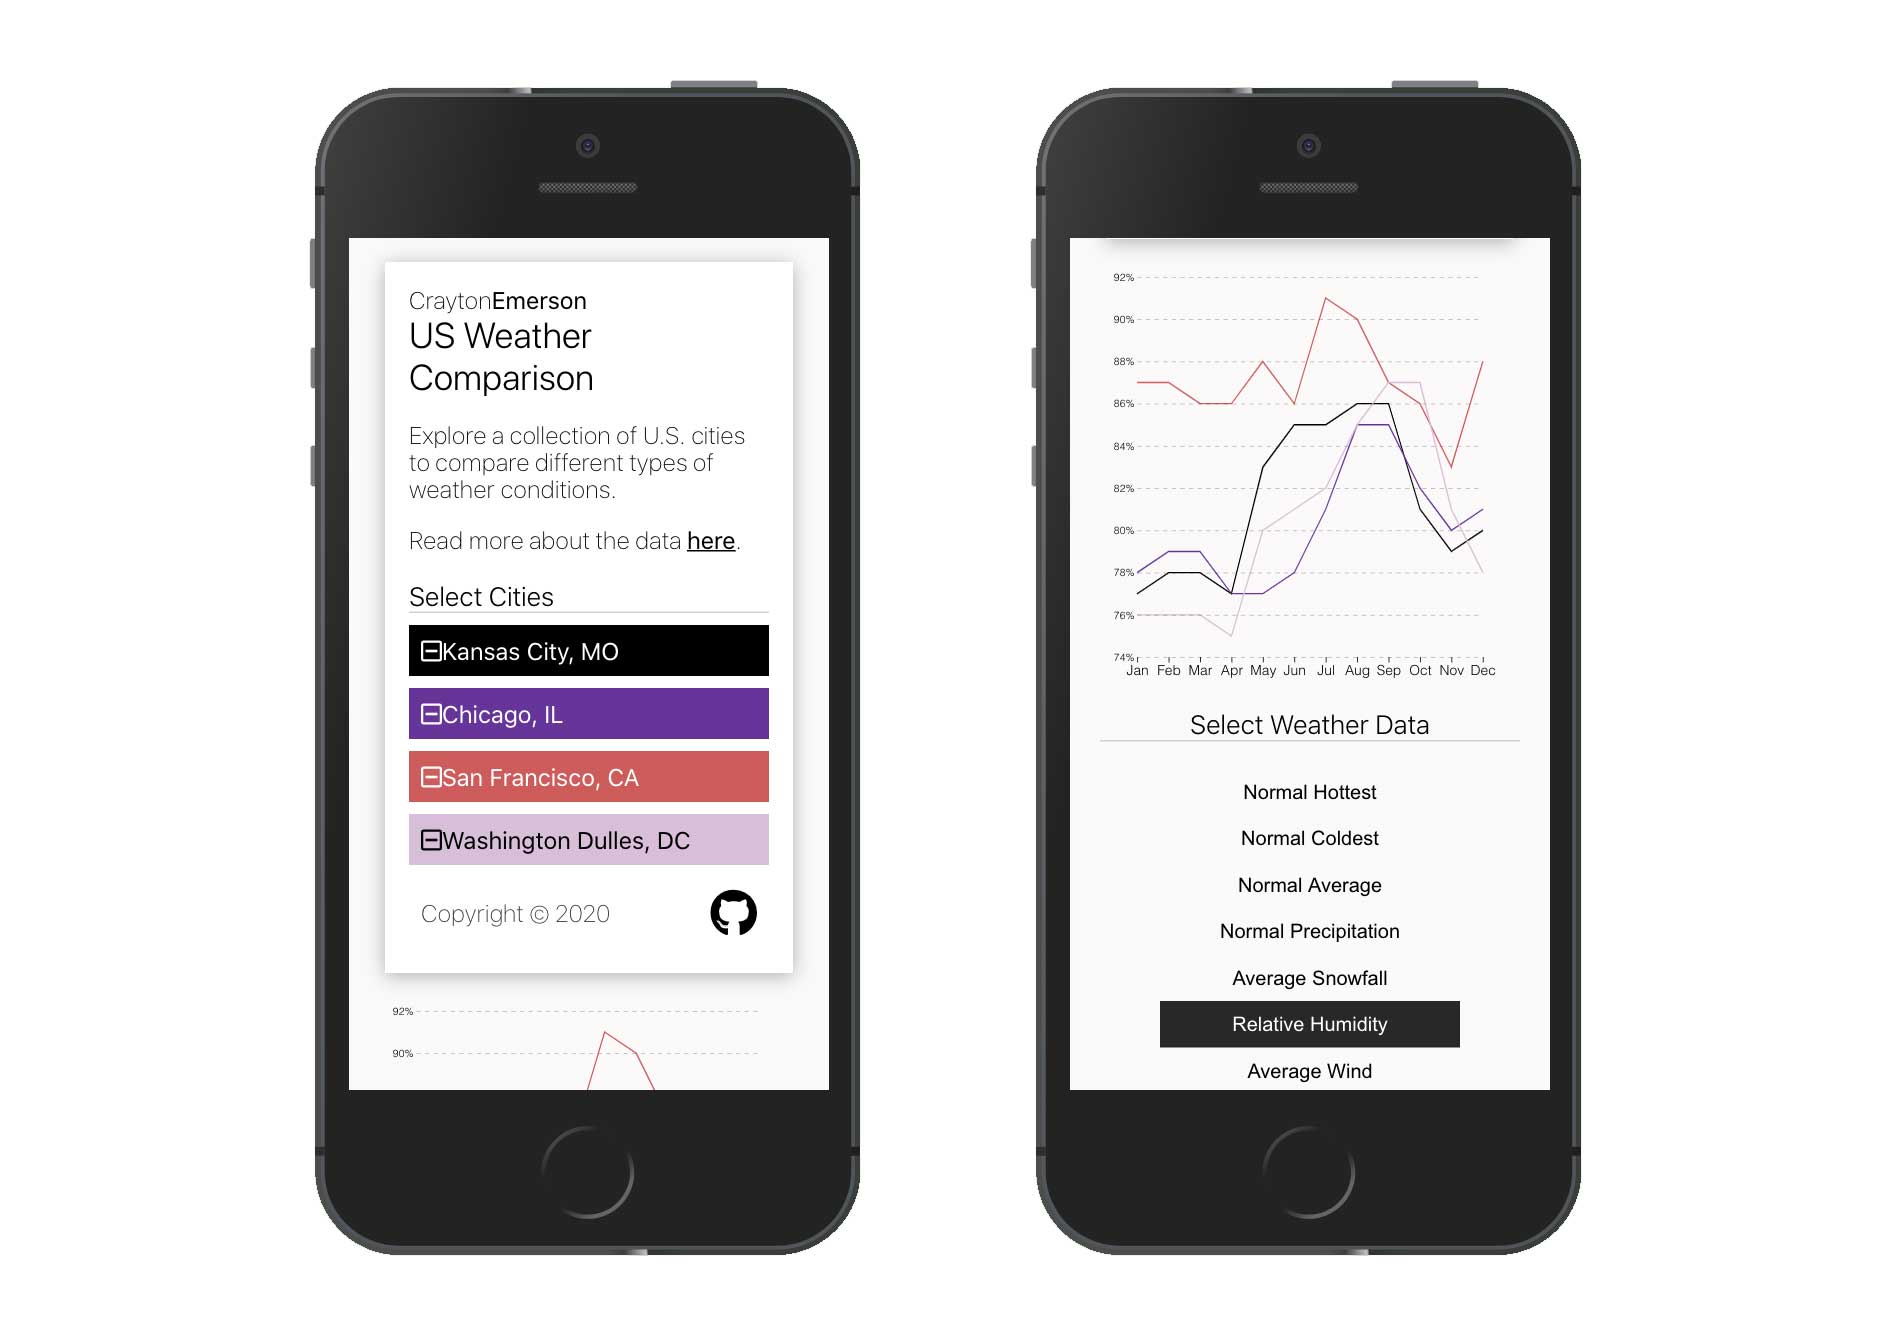 CraytonEmerson
US Weather
Comparison
Explore a collection of U.S. cities
to compare different types of
weather conditions.
Read more about the data here.
Select Cities
Kansas City, MO
Chicago, IL
San Francisco, CA
Washington Dulles, DC
Copyright © 2020
92%
90%
92%
90%
88%
86%
84%
82%
80%
78%
76%
74%
Jan Feb Mar Apr May Jun Jul Aug Sep Oct Nov Dec
Select Weather Data
Normal Hottest
Normal Coldest
Normal Average
Normal Precipitation
Average Snowfall
Relative Humidity
Average Wind